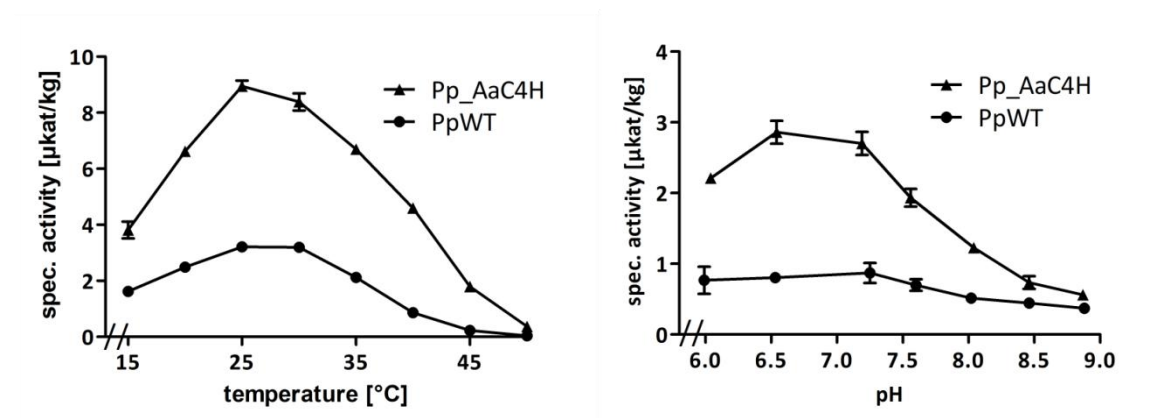 spec. activity [µkat/kg]
10
8
6
4
2
0
Pp_AaC4H
PpWT
15
25
35
45
temperature [°C]
spec. activity [µkat/kg]
4
3
2
1
0
Pp_AaC4H
PpWT
6.0
6.5
7.0
7.5
8.0
8.5
9.0
pH